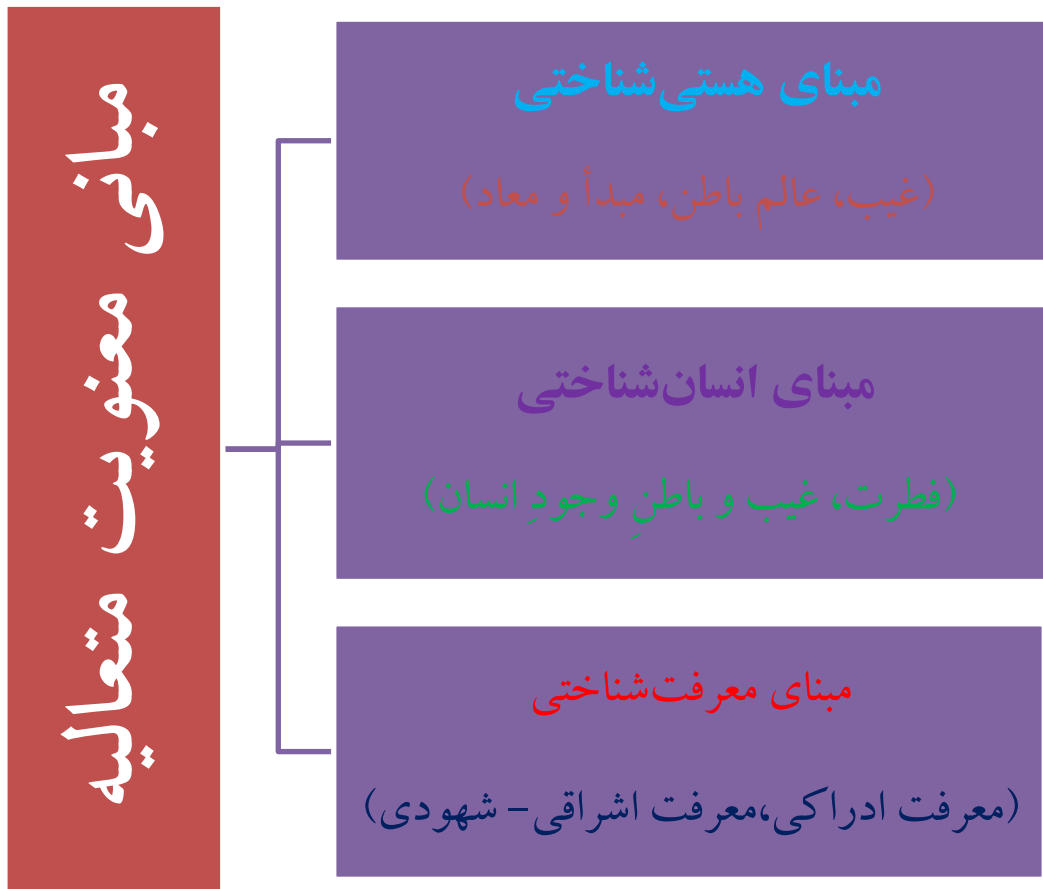 مبانی معنویت متعالیه
مبنای هستی‌شناختی
(غیب، عالم باطن، مبدأ و معاد)
مبنای انسان‌شناختی
(فطرت، غیب و باطنِ وجودِ انسان)
مبنای معرفت‌شناختی
(معرفت ادراکی،معرفت اشراقی– شهودی)